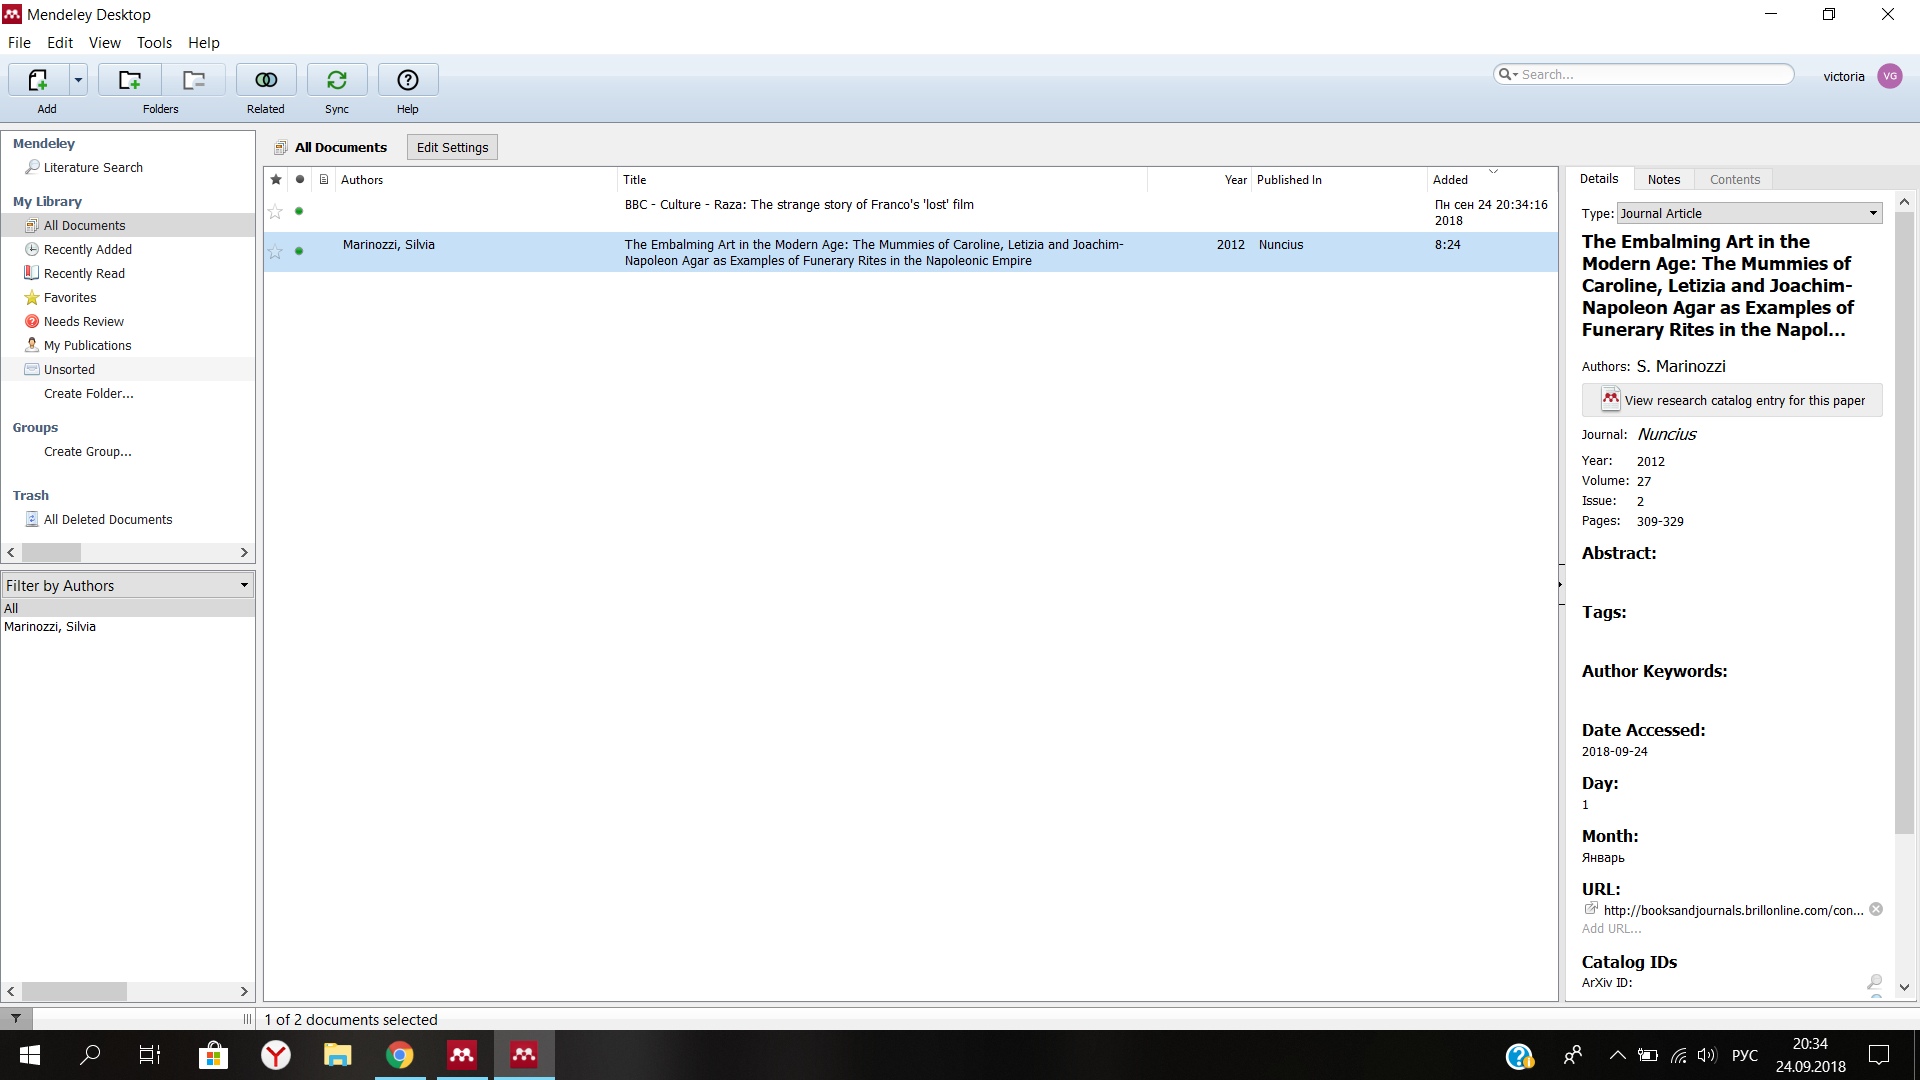 Mendeley Desktop
File Edit View Tools Help
Add Folders Related Sync Help
Search...
victoria VG
Mendeley
Literature Search
My Library
All Documents
Recently Added
Recently Read
Favorites
Needs Review
My Publications
Unsorted
Create Folder...
Groups
Create Group...
Trash
All Deleted Documents
Filter by Authors
All
Marinozzi, Silvia
All Documents Edit Settings
Authors Title Year Published In Added
BBC - Culture - Raza: The strange story of Franco's 'lost' film Пн сен 24 20:34:16
2018
Marinozzi, Silvia The Embalming Art in the Modern Age: The Mummies of Caroline, Letizia and Joachim- 2012 Nuncius 8:24
Napoleon Agar as Examples of Funerary Rites in the Napoleonic Empire
Details Notes Contents
Type: Journal Article
The Embalming Art in the
Modern Age: The Mummies of
Caroline, Letizia and Joachim-
Napoleon Agar as Examples of
Funerary Rites in the Napol...
Authors: S. Marinozzi
View research catalog entry for this paper
Journal: Nuncius
Year: 2012
Volume: 27
Issue: 2
Pages: 309-329
Abstract:
Tags:
Author Keywords:
Date Accessed:
2018-09-24
Day:
1
Month:
Январь
URL:
http://booksandjournals.brillonline.com/con...
Add URL...
Catalog IDs
ArXiv ID:
1 of 2 documents selected
РУС
20:34
24.09.2018